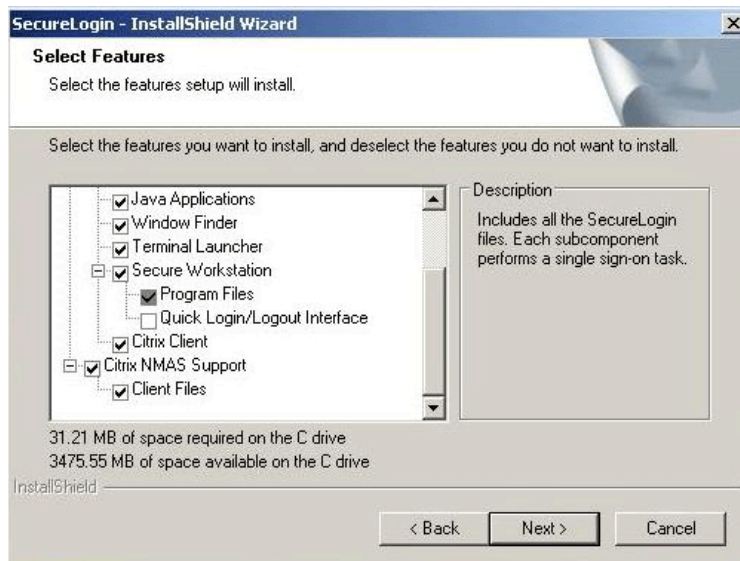 SecureLogin - InstallShield Wizard
Select Features
Select the features setup will install.
Select the features you want to install, and deselect the features you do not want to install.
Java Applications
Window Finder
Terminal Launcher
Secure Workstation
Program Files
Quick Login/Logout Interface
Citrix Client
Citrix NMAS Support
Client Files
Description
Includes all the SecureLogin
files. Each subcomponent
performs a single sign-on task.
31.21 MB of space required on the C drive
3475.55 MB of space available on the C drive
InstallShield
< Back
Next >
Cancel